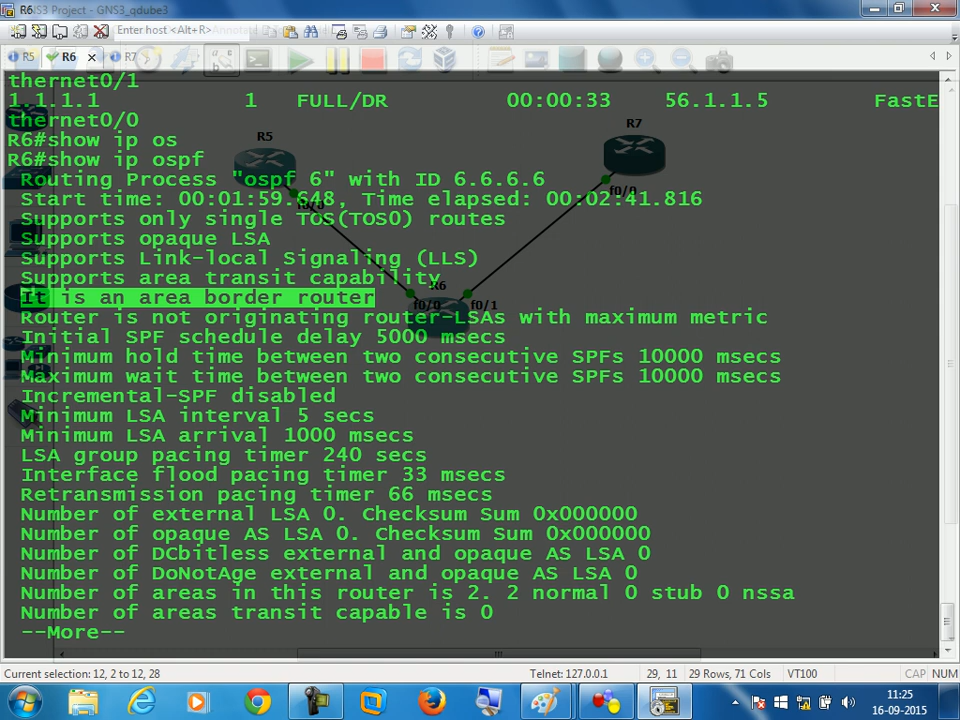 R6
GNS3 Project - GNS3_qdube3
Enter host <Alt+R>
R5
R6
R7
thernet0/1
1.1.1.1 1 FULL/DR 00:00:33 56.1.1.5 FastE
thernet0/0
R6#show ip os
R6#show ip ospf
Routing Process "ospf 6" with ID 6.6.6.6
Start time: 00:01:59.648, Time elapsed: 00:02:41.816
Supports only single TOS(TOS0) routes
Supports opaque LSA
Supports Link-local Signaling (LLS)
Supports area transit capability
It is an area border router
Router is not originating router-LSAs with maximum metric
Initial SPF schedule delay 5000 msecs
Minimum hold time between two consecutive SPFs 10000 msecs
Maximum wait time between two consecutive SPFs 10000 msecs
Incremental-SPF disabled
Minimum LSA interval 5 secs
Minimum LSA arrival 1000 msecs
LSA group pacing timer 240 secs
Interface flood pacing timer 33 msecs
Retransmission pacing timer 66 msecs
Number of external LSA 0. Checksum Sum 0x000000
Number of opaque AS LSA 0. Checksum Sum 0x000000
Number of DCbitless external and opaque AS LSA 0
Number of DoNotAge external and opaque AS LSA 0
Number of areas in this router is 2. 2 normal 0 stub 0 nssa
Number of areas transit capable is 0
--More--
R5
R7
f0/0
f0/0
R6
f0/0
f0/1
Current selection: 12, 2 to 12, 28
Telnet: 127.0.0.1
29, 11
29 Rows, 71 Cols
VT100
CAP
NUM
11:25
16-09-2015